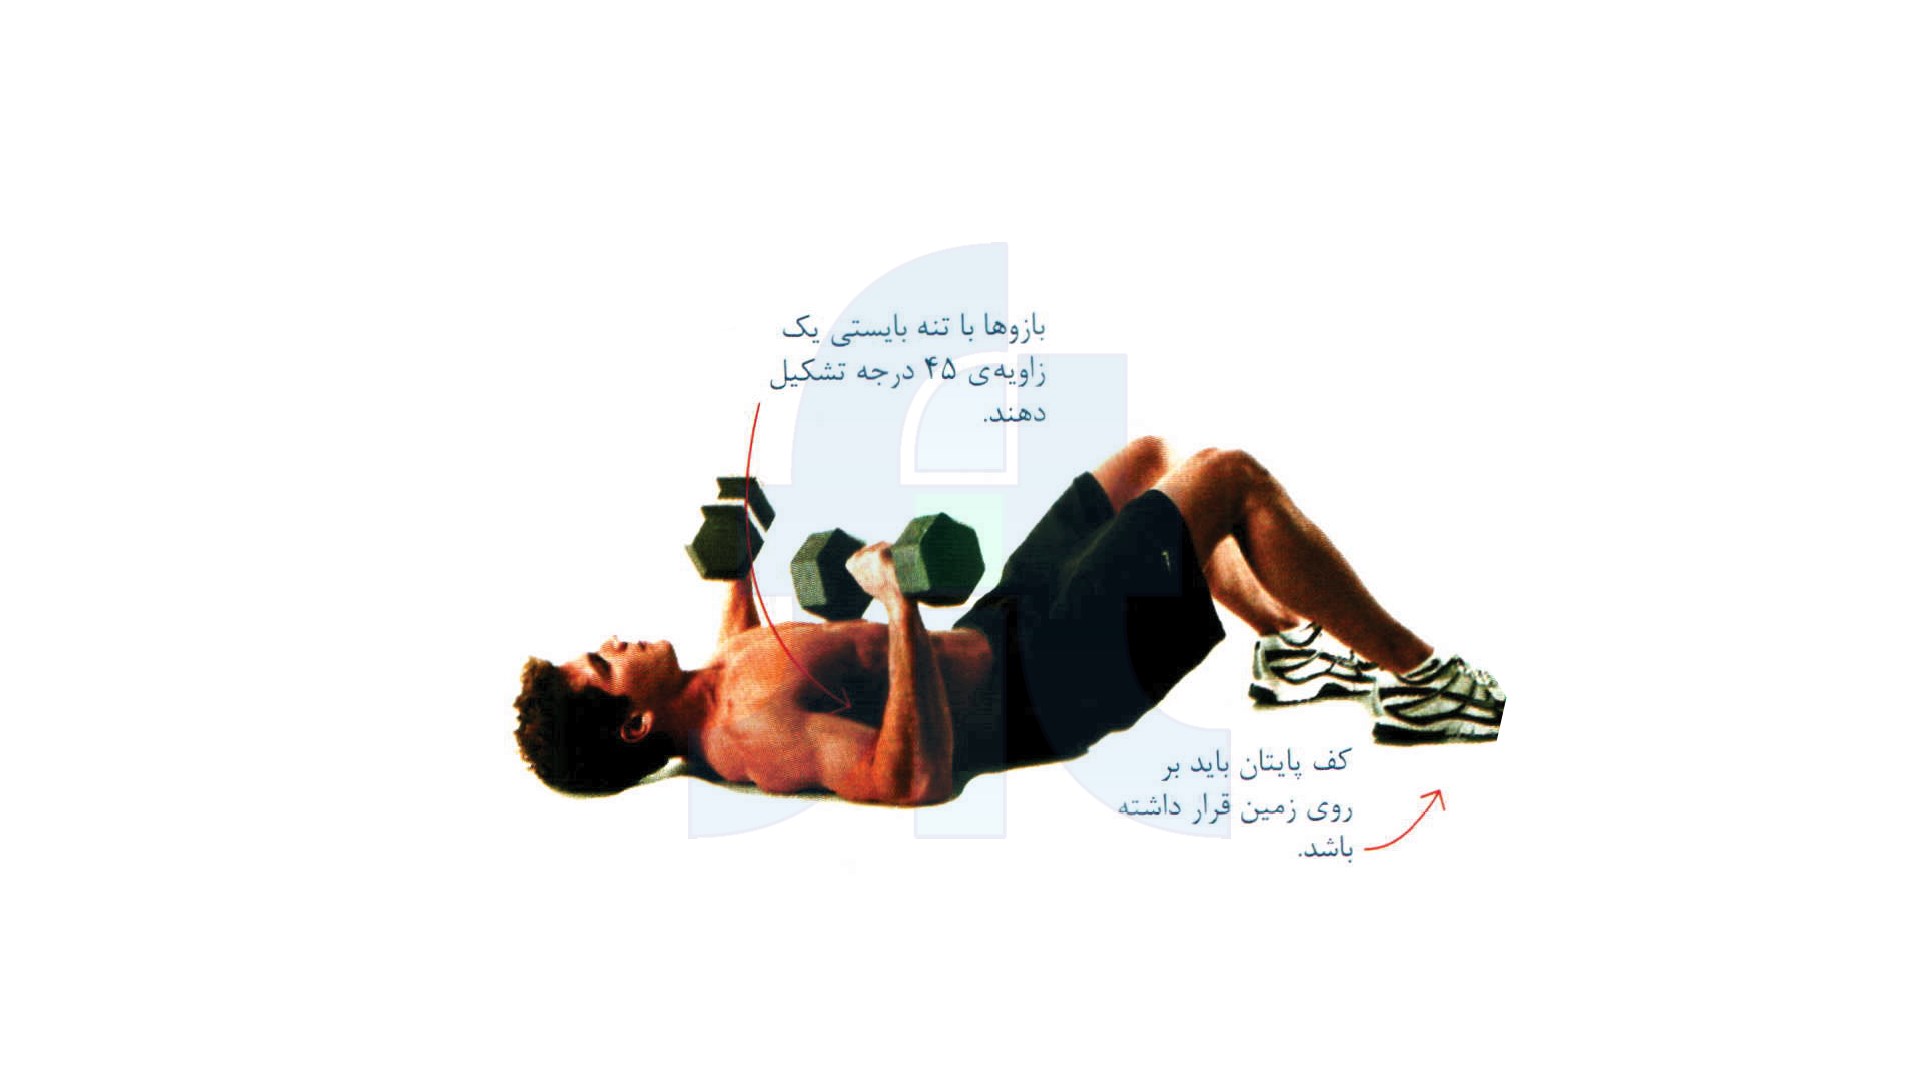 بازوها با تنه بایستی یک
زاویه‌ی ۴۵ درجه تشکیل
دهند.
کف پایتان باید بر
روی زمین قرار داشته
باشد.